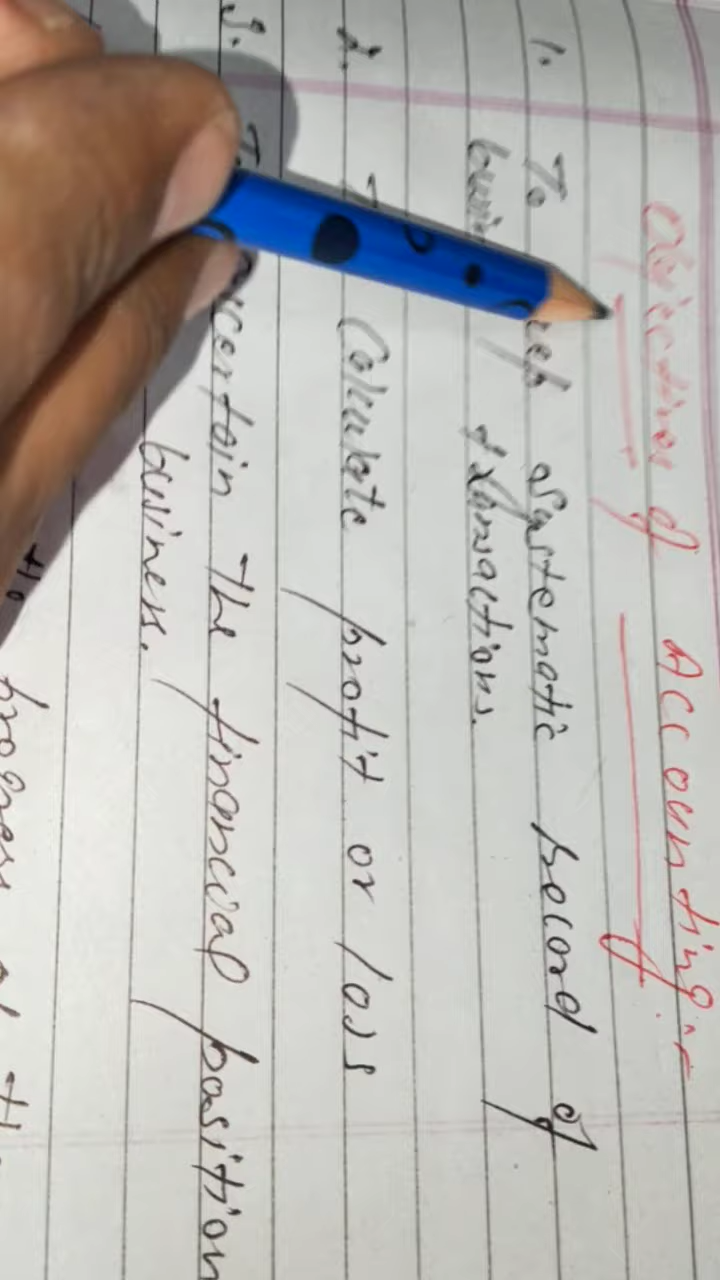 Objectives of Accounting :-
1. To keep systematic record of
transactions.
2. To Calculate profit or loss
3. To ascertain the financial position
business.